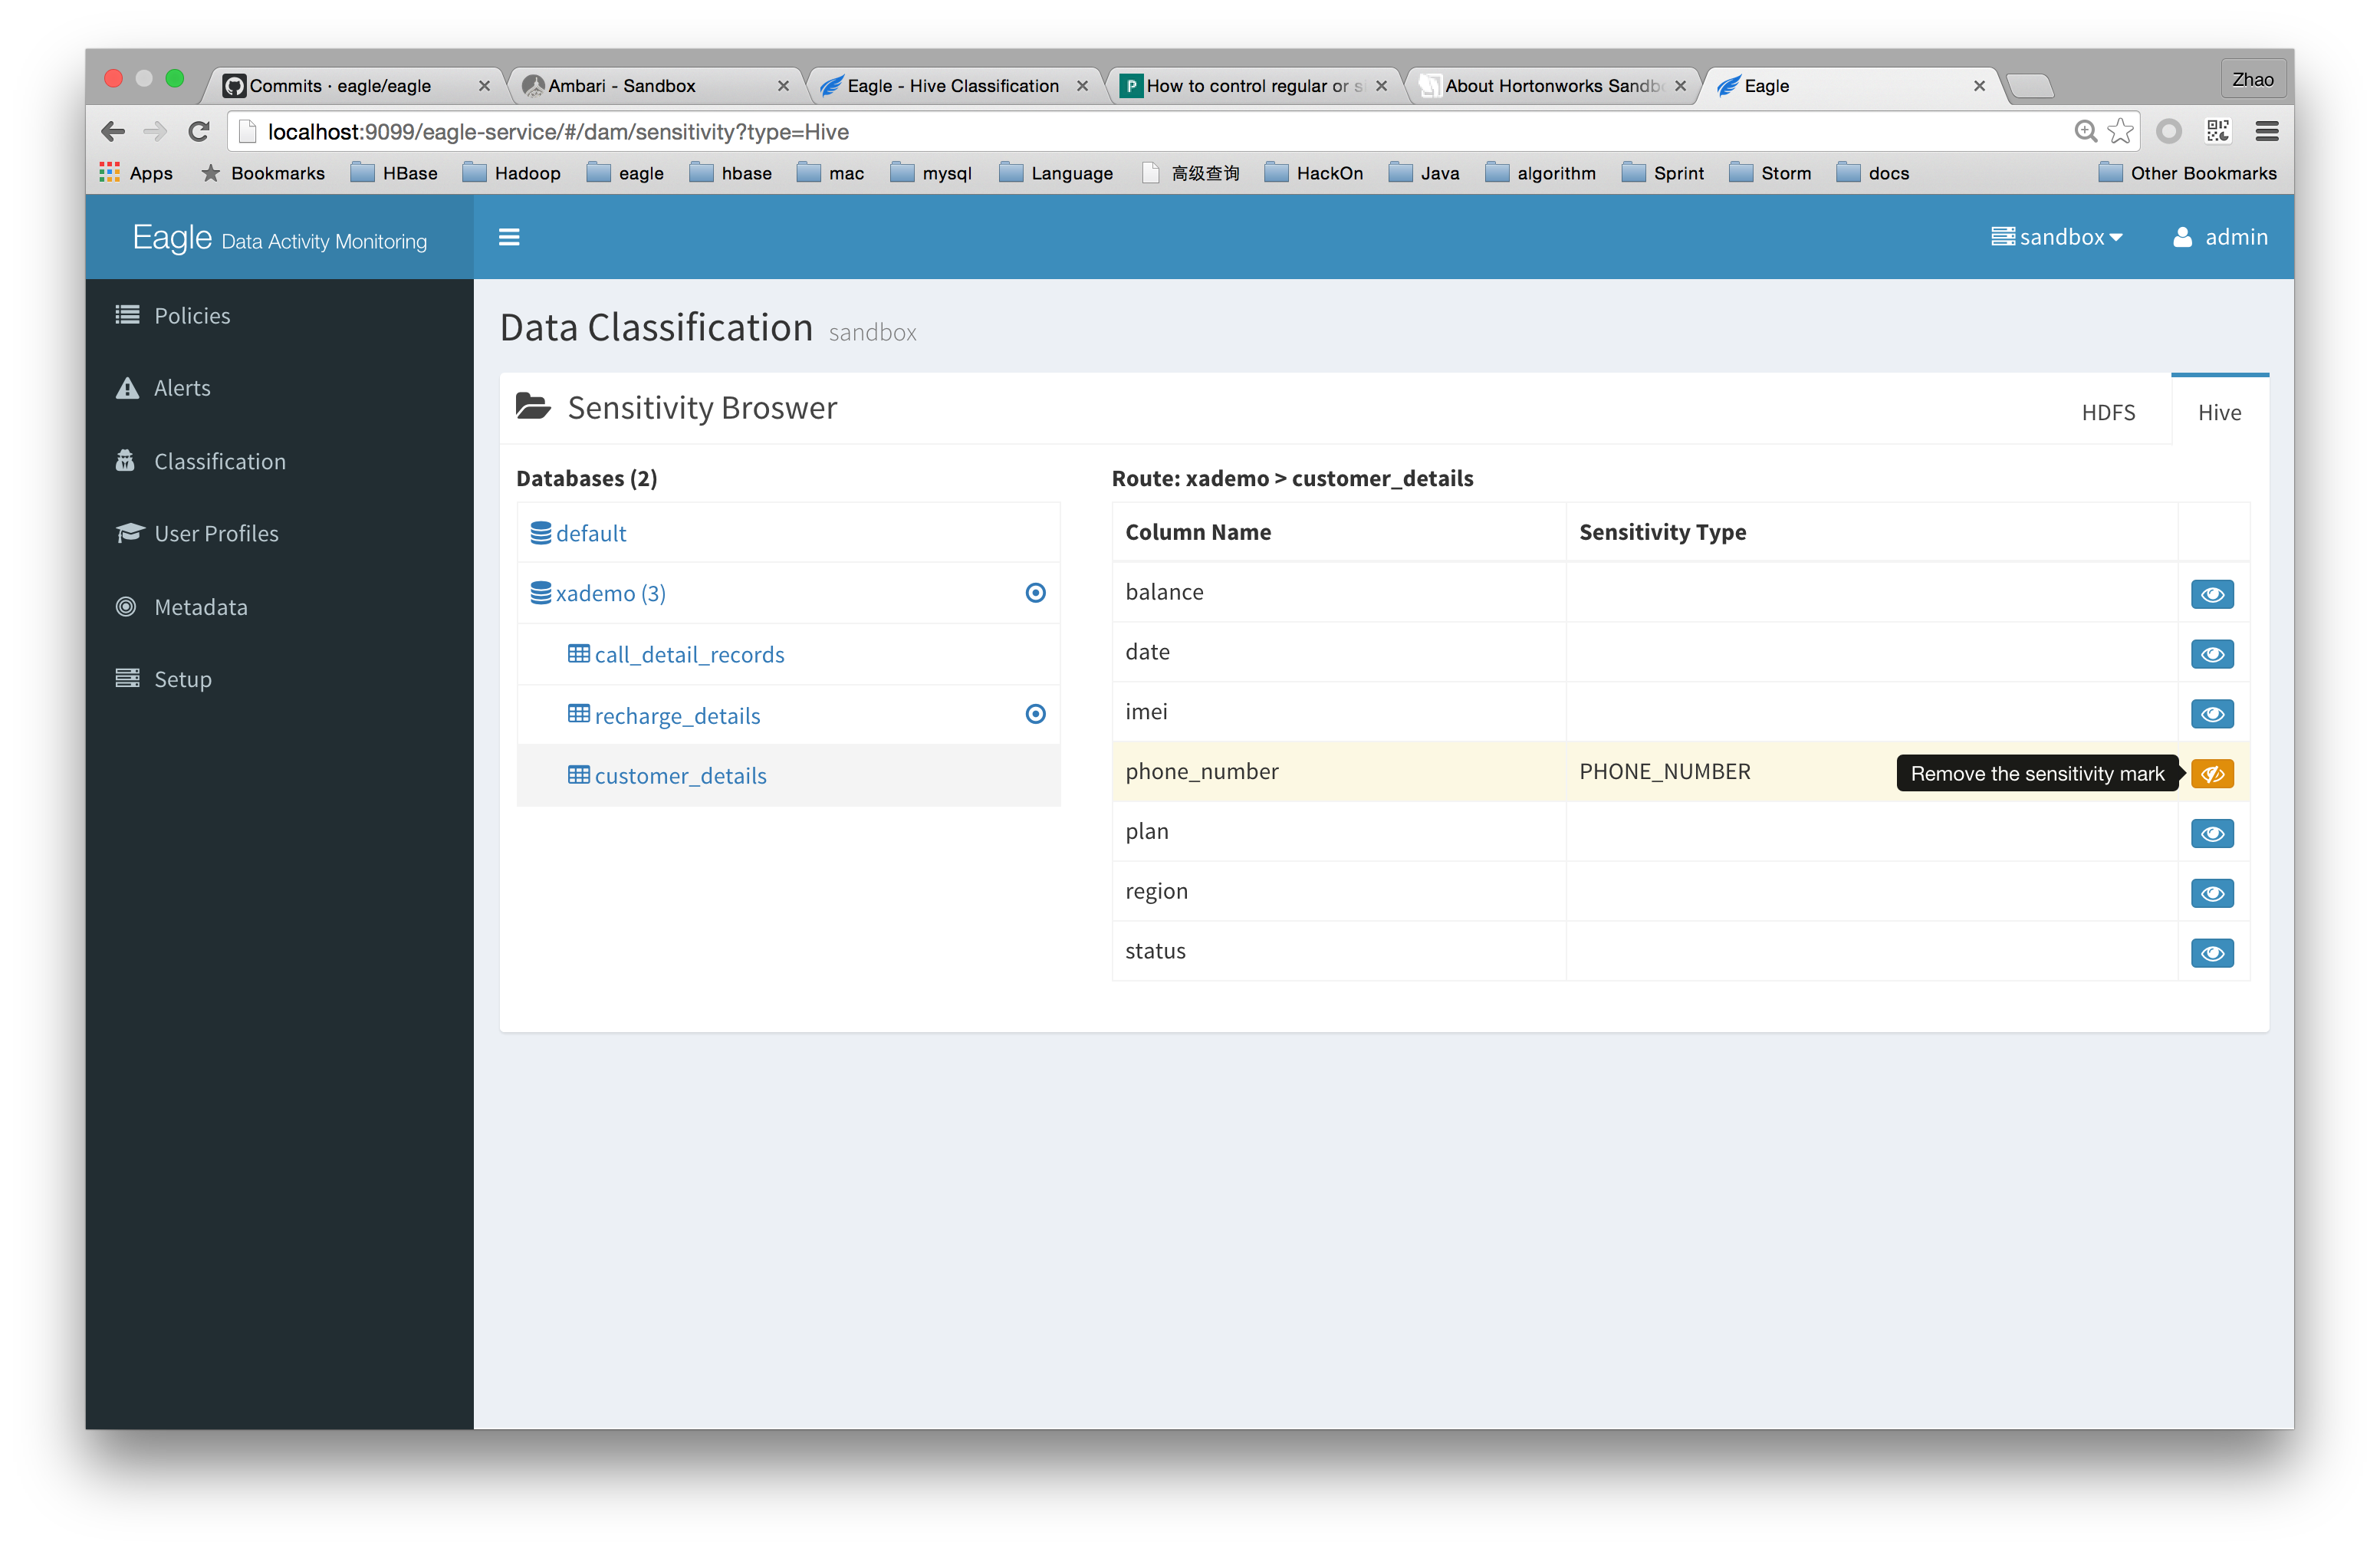 Commits · eagle/eagle
Ambari - Sandbox
Eagle - Hive Classification
How to control regular or s
About Hortonworks Sandb
Eagle
Zhao
localhost:9099/eagle-service/#/dam/sensitivity?type=Hive
Apps Bookmarks HBase Hadoop eagle hbase mac mysql Language 高级查询 HackOn Java algorithm Sprint Storm docs Other Bookmarks
Eagle Data Activity Monitoring
sandbox
admin
Policies
Alerts
Classification
User Profiles
Metadata
Setup
Data Classification sandbox
Sensitivity Broswer
HDFS
Hive
Databases (2)
default
xademo (3)
call_detail_records
recharge_details
customer_details
Route: xademo > customer_details
Column Name Sensitivity Type
balance
date
imei
phone_number PHONE_NUMBER Remove the sensitivity mark
plan
region
status